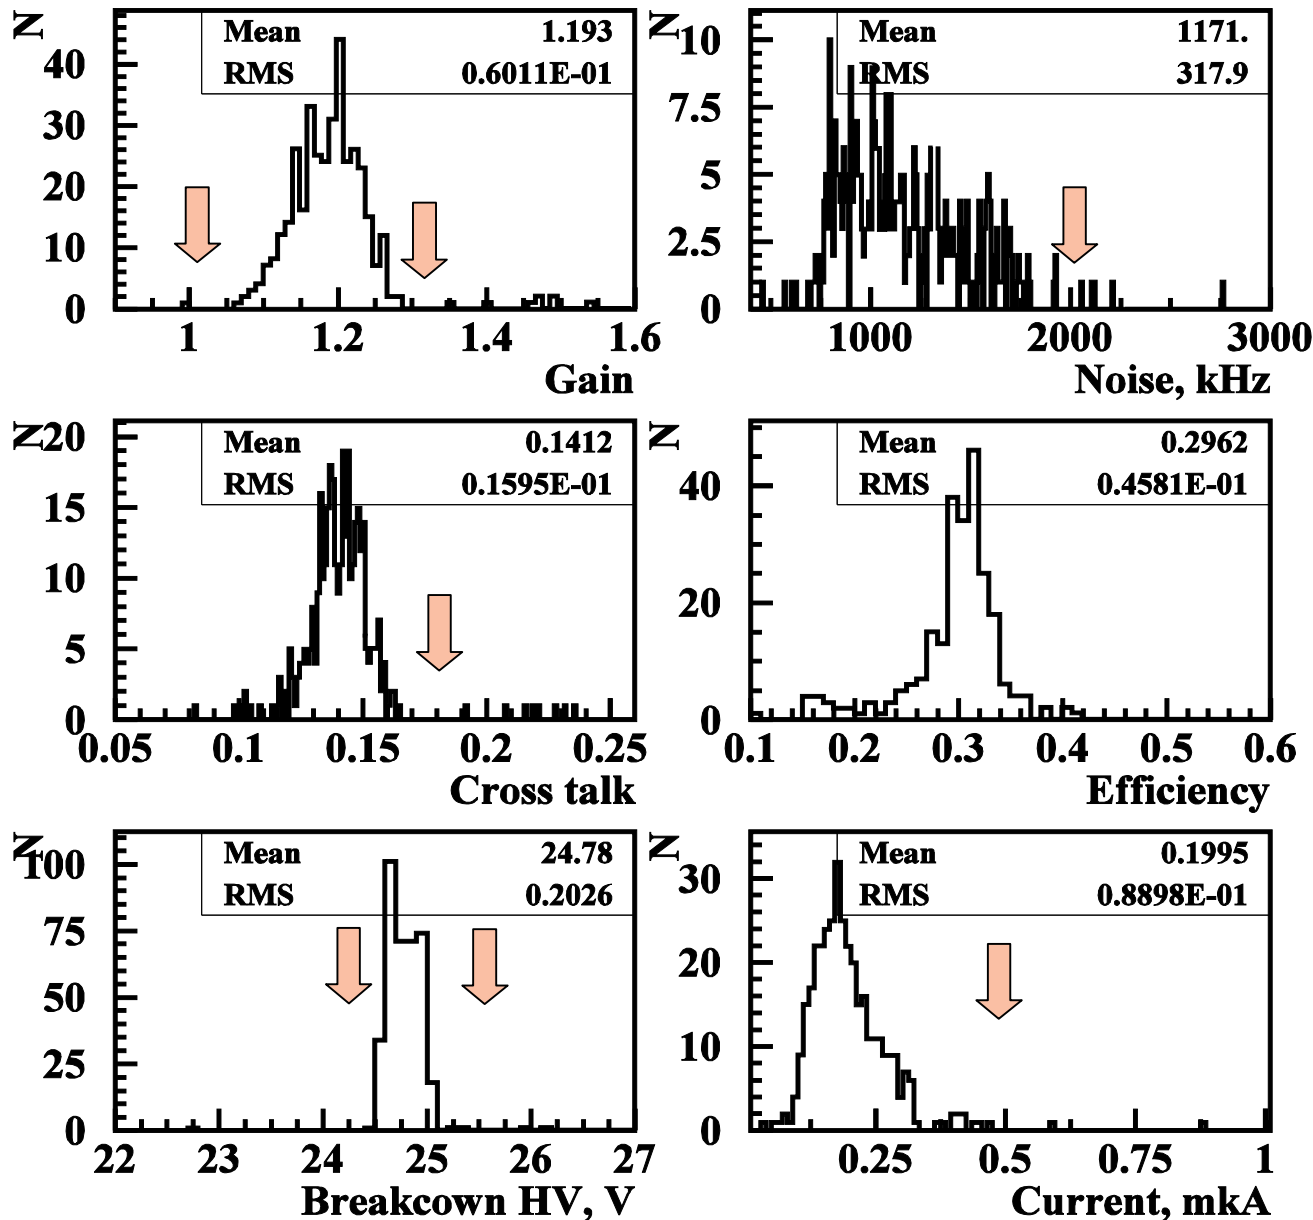 N
Mean 1.193
RMS 0.6011E-01
40
30
20
10
0
1 1.2 1.4 1.6
Gain
N
Mean 1171.
RMS 317.9
10
7.5
5
2.5
0
1000 2000 3000
Noise, kHz
N
Mean 0.1412
RMS 0.1595E-01
20
15
10
5
0
0.05 0.1 0.15 0.2 0.25
Cross talk
N
Mean 0.2962
RMS 0.4581E-01
40
20
0
0.1 0.2 0.3 0.4 0.5 0.6
Efficiency
N
Mean 24.78
RMS 0.2026
100
75
50
25
0
22 23 24 25 26 27
Breakcown HV, V
N
Mean 0.1995
RMS 0.8898E-01
30
20
10
0
0.25 0.5 0.75 1
Current, mkA